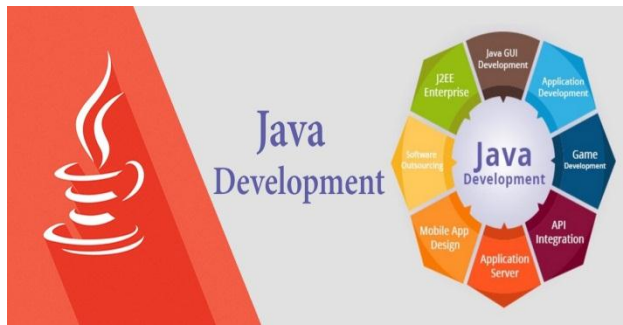 Java
Development
Java GUI
Development
Application
Development
Game
Development
API
Integration
Application
Server
Mobile App
Design
Software
Outsourcing
J2EE
Enterprise
Java
Development